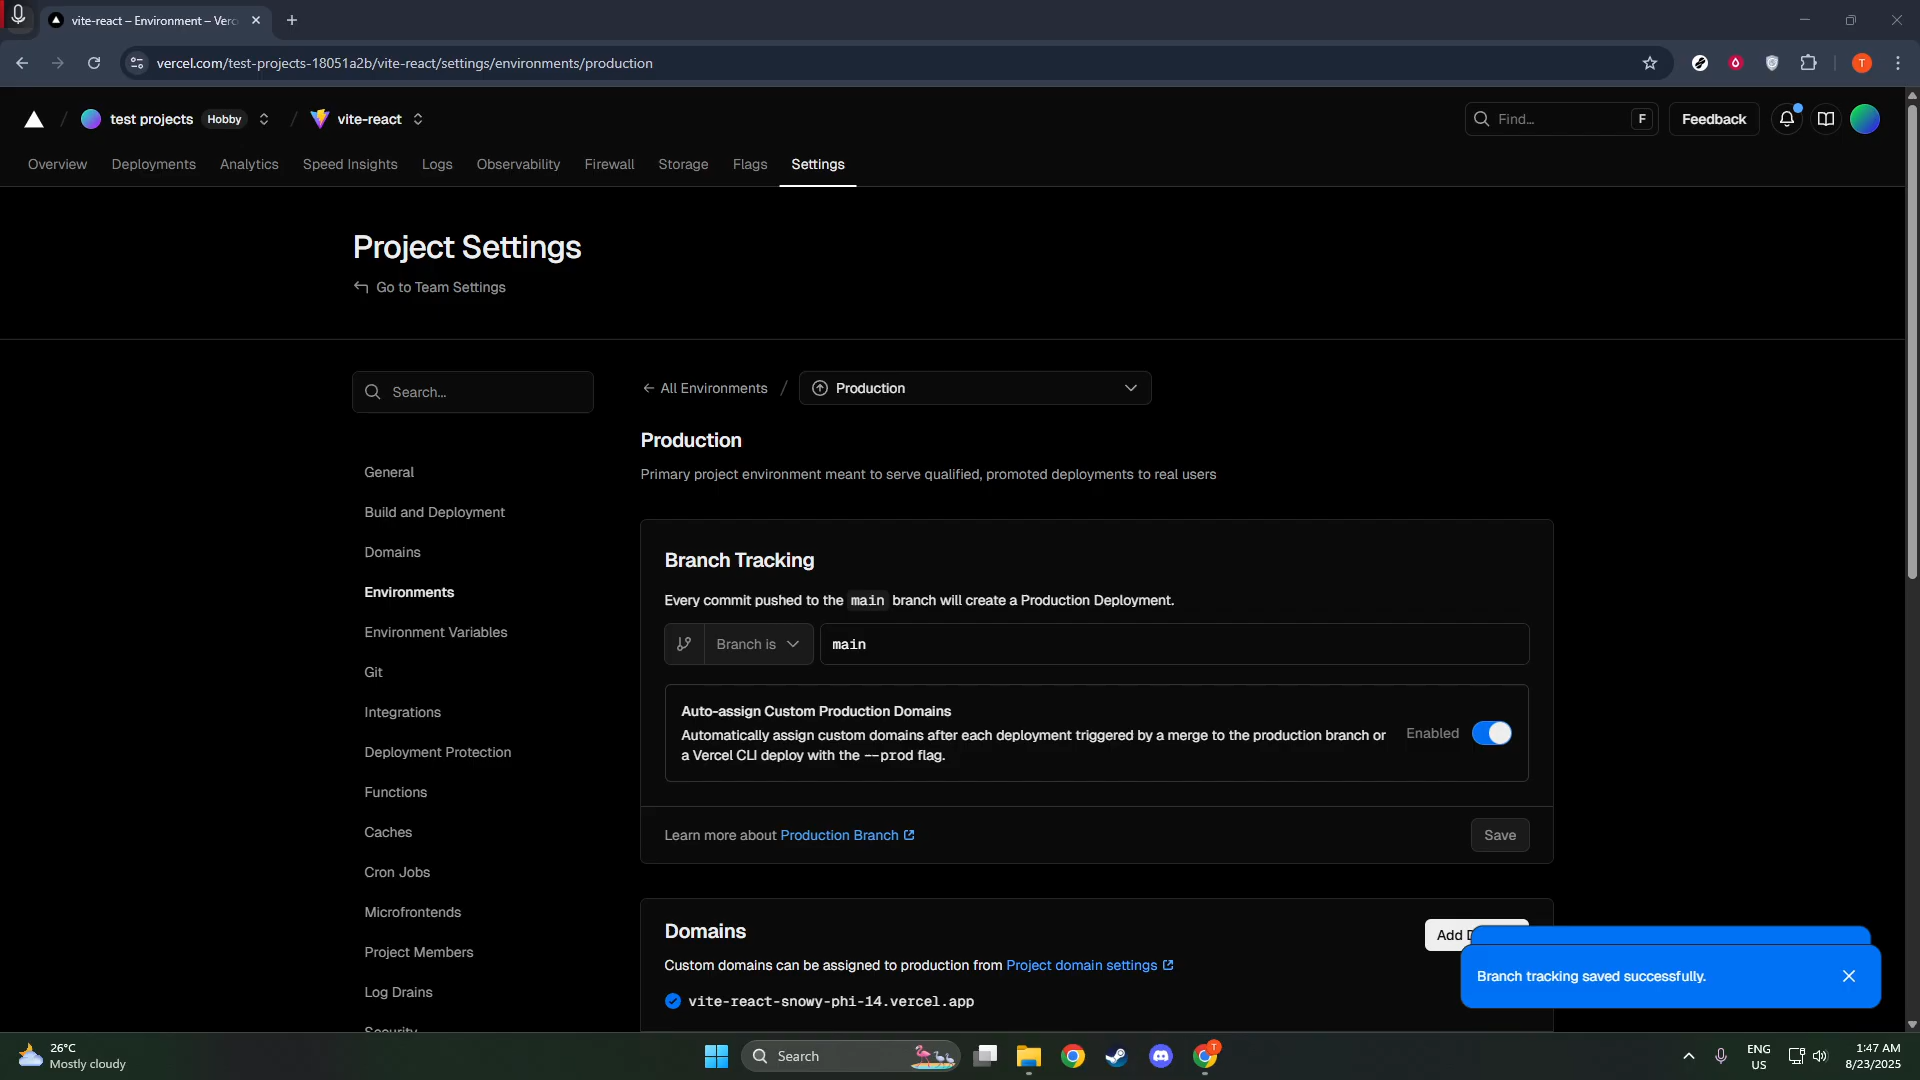 vite-react – Environment – Verc
vercel.com/test-projects-18051a2b/vite-react/settings/environments/production
T
test projects
Hobby
vite-react
Find...
F
Feedback
Overview
Deployments
Analytics
Speed Insights
Logs
Observability
Firewall
Storage
Flags
Settings
Project Settings
Go to Team Settings
Search...
General
Build and Deployment
Domains
Environments
Environment Variables
Git
Integrations
Deployment Protection
Functions
Caches
Cron Jobs
Microfrontends
Project Members
Log Drains
Security
All Environments / Production
Production
Primary project environment meant to serve qualified, promoted deployments to real users
Branch Tracking
Every commit pushed to the main branch will create a Production Deployment.
Branch is
main
Auto-assign Custom Production Domains
Automatically assign custom domains after each deployment triggered by a merge to the production branch or
a Vercel CLI deploy with the --prod flag.
Enabled
Learn more about Production Branch
Save
Domains
Add
Custom domains can be assigned to production from Project domain settings
vite-react-snowy-phi-14.vercel.app
Branch tracking saved successfully.
26°C
Mostly cloudy
Search
T
ENG
US
1:47 AM
8/23/2025